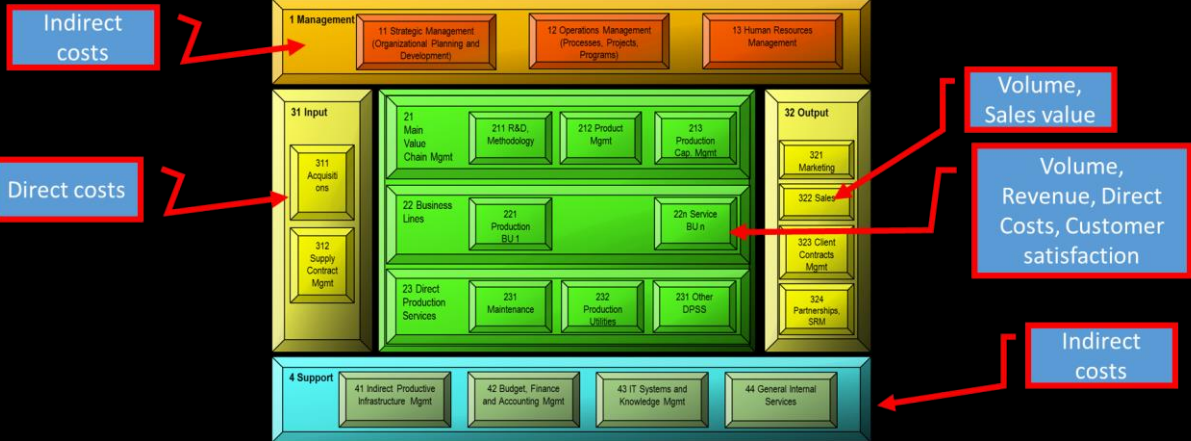 Indirect
costs
1 Management
11 Strategic Management
(Organizational Planning and
Development)
12 Operations Management
(Processes, Projects,
Programs)
13 Human Resources
Management
31 Input
311
Acquisiti
ons
312
Supply
Contract
Mgmt
Direct costs
21
Main
Value
Chain Mgmt
211 R&D,
Methodology
212 Product
Mgmt
213
Production
Cap. Mgmt
22 Business
Lines
221
Production
BU 1
22n Service
BU n
23 Direct
Production
Services
231
Maintenance
232
Production
Utilities
231 Other
DPSS
32 Output
321
Marketing
322 Sales
323 Client
Contracts
Mgmt
324
Partnerships,
SRM
Volume,
Sales value
Volume,
Revenue, Direct
Costs, Customer
satisfaction
4 Support
41 Indirect Productive
Infrastructure Mgmt
42 Budget, Finance
and Accounting Mgmt
43 IT Systems and
Knowledge Mgmt
44 General Internal
Services
Indirect
costs